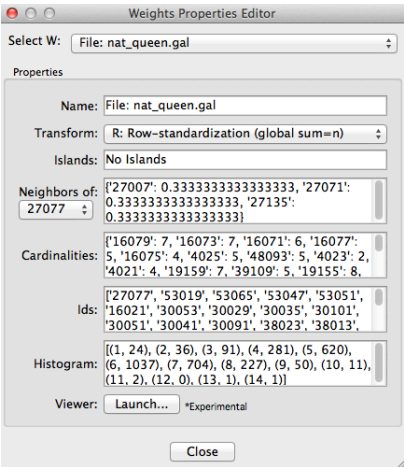 Weights Properties Editor
Select W: File: nat_queen.gal
Properties
Name: File: nat_queen.gal
Transform: R: Row-standardization (global sum=n)
Islands: No Islands
Neighbors of: 27077
{'27007': 0.3333333333333333, '27071':
0.3333333333333333, '27135':
0.3333333333333333}
Cardinalities: {'16079': 7, '16073': 7, '16071': 6, '16077':
5, '16075': 4, '4025': 5, '48093': 5, '4023': 2,
'4021': 4, '19159': 7, '39109': 5, '19155': 8,
Ids: ['27077', '53019', '53065', '53047', '53051',
'16021', '30053', '30029', '30035', '30101',
'30051', '30041', '30091', '38023', '38013',
Histogram: [(1, 24), (2, 36), (3, 91), (4, 281), (5, 620),
(6, 1037), (7, 704), (8, 227), (9, 50), (10, 11),
(11, 2), (12, 0), (13, 1), (14, 1)]
Viewer: Launch... *Experimental
Close